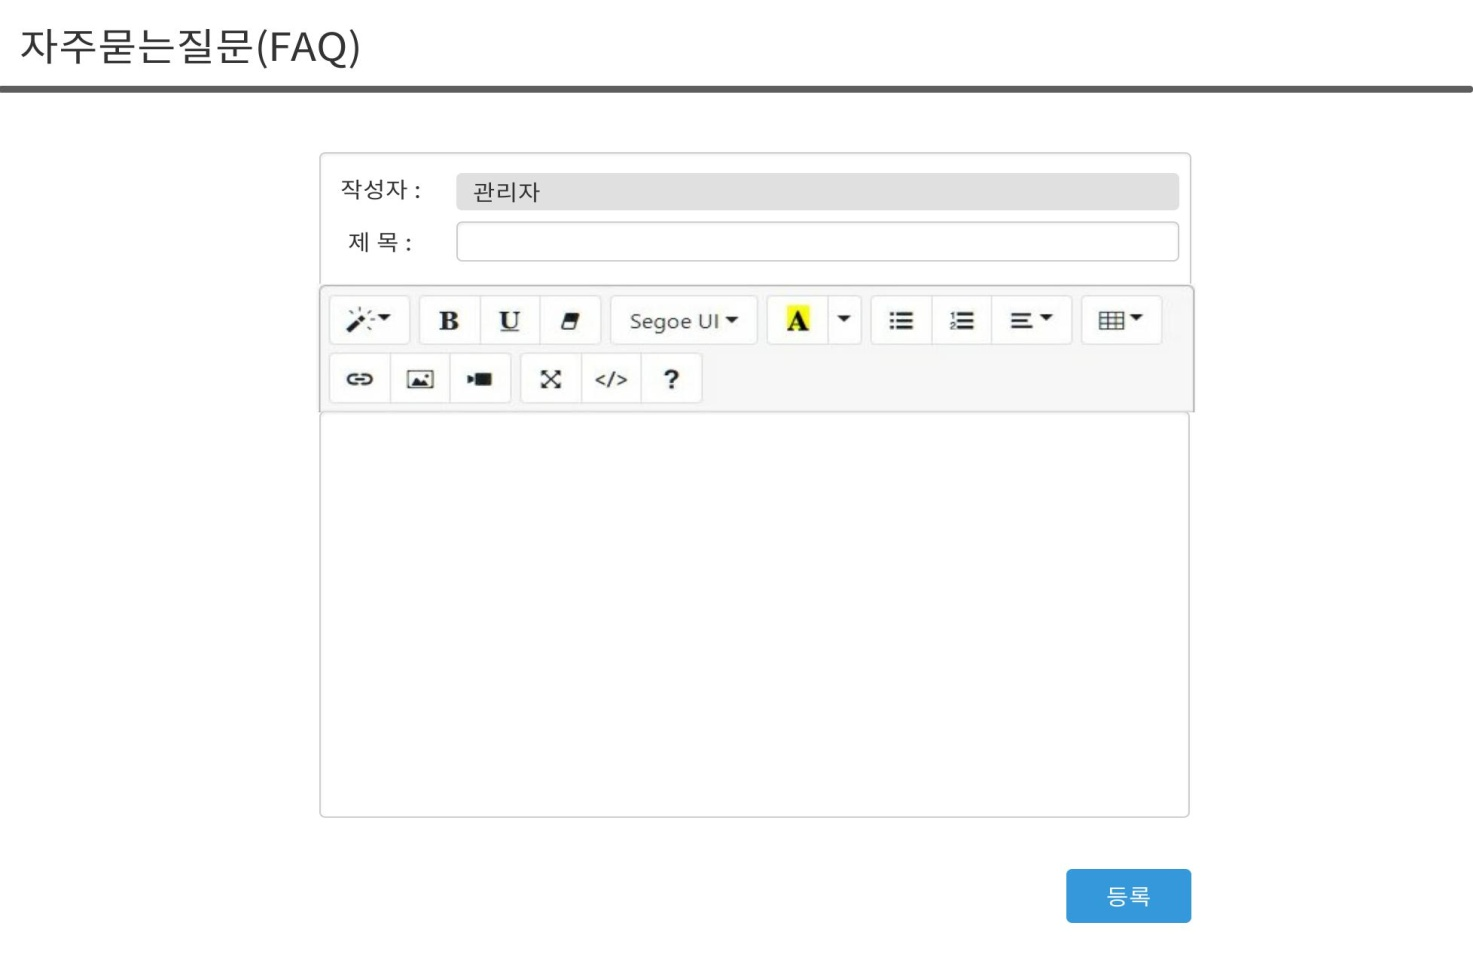 자주묻는질문(FAQ)
작성자 : 관리자
제 목 :
B U Segoe UI A
</> ?
등록